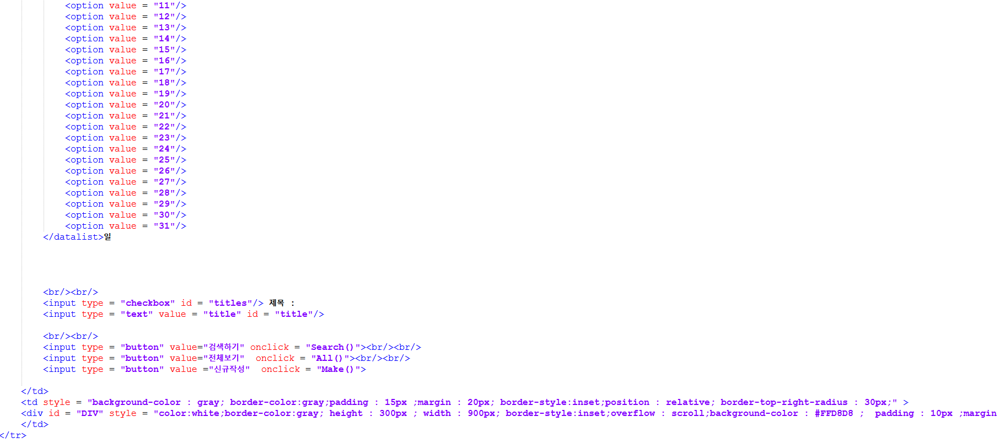 <option value = "11"/>
<option value = "12"/>
<option value = "13"/>
<option value = "14"/>
<option value = "15"/>
<option value = "16"/>
<option value = "17"/>
<option value = "18"/>
<option value = "19"/>
<option value = "20"/>
<option value = "21"/>
<option value = "22"/>
<option value = "23"/>
<option value = "24"/>
<option value = "25"/>
<option value = "26"/>
<option value = "27"/>
<option value = "28"/>
<option value = "29"/>
<option value = "30"/>
<option value = "31"/>
</datalist>일
<br/><br/>
<input type = "checkbox" id = "titles"/> 제목 :
<input type = "text" value = "title" id = "title"/>
<br/><br/>
<input type = "button" value="검색하기" onclick = "Search()"><br/><br/>
<input type = "button" value="전체보기"  onclick = "All()"><br/><br/>
<input type = "button" value ="신규작성"  onclick = "Make()">
</td>
<td style = "background-color : gray; border-color:gray;padding : 15px ;margin : 20px; border-style:inset;position : relative; border-top-right-radius : 30px;" >
<div id = "DIV" style = "color:white;border-color:gray; height : 300px ; width : 900px; border-style:inset;overflow : scroll;background-color : #FFD8D8 ;  padding : 10px ;margin
</td>
</tr>